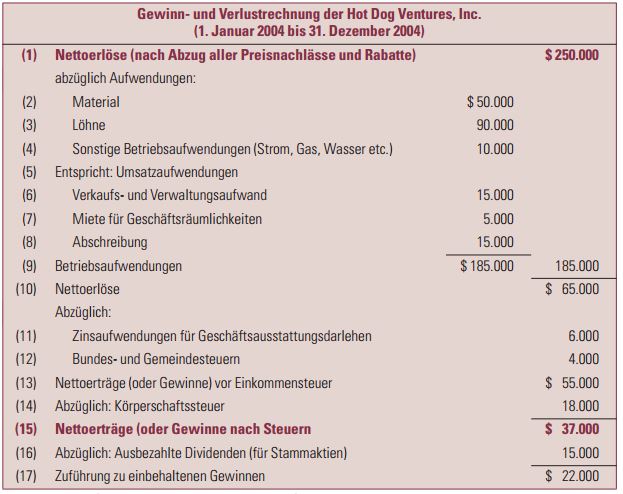 Gewinn- und Verlustrechnung der Hot Dog Ventures, Inc.
(1. Januar 2004 bis 31. Dezember 2004)
(1) Nettoerlöse (nach Abzug aller Preisnachlässe und Rabatte) $ 250.000
abzüglich Aufwendungen:
(2) Material $ 50.000
(3) Löhne 90.000
(4) Sonstige Betriebsaufwendungen (Strom, Gas, Wasser etc.) 10.000
(5) Entspricht: Umsatzaufwendungen
(6) Verkaufs- und Verwaltungsaufwand 15.000
(7) Miete für Geschäftsräumlichkeiten 5.000
(8) Abschreibung 15.000
(9) Betriebsaufwendungen $ 185.000 185.000
(10) Nettoerlöse $ 65.000
Abzüglich:
(11) Zinsaufwendungen für Geschäftsausstattungsdarlehen 6.000
(12) Bundes- und Gemeindesteuern 4.000
(13) Nettoerträge (oder Gewinne) vor Einkommensteuer $ 55.000
(14) Abzüglich: Körperschaftssteuer 18.000
(15) Nettoerträge (oder Gewinne nach Steuern $ 37.000
(16) Abzüglich: Ausbezahlte Dividenden (für Stammaktien) 15.000
(17) Zuführung zu einbehaltenen Gewinnen $ 22.000